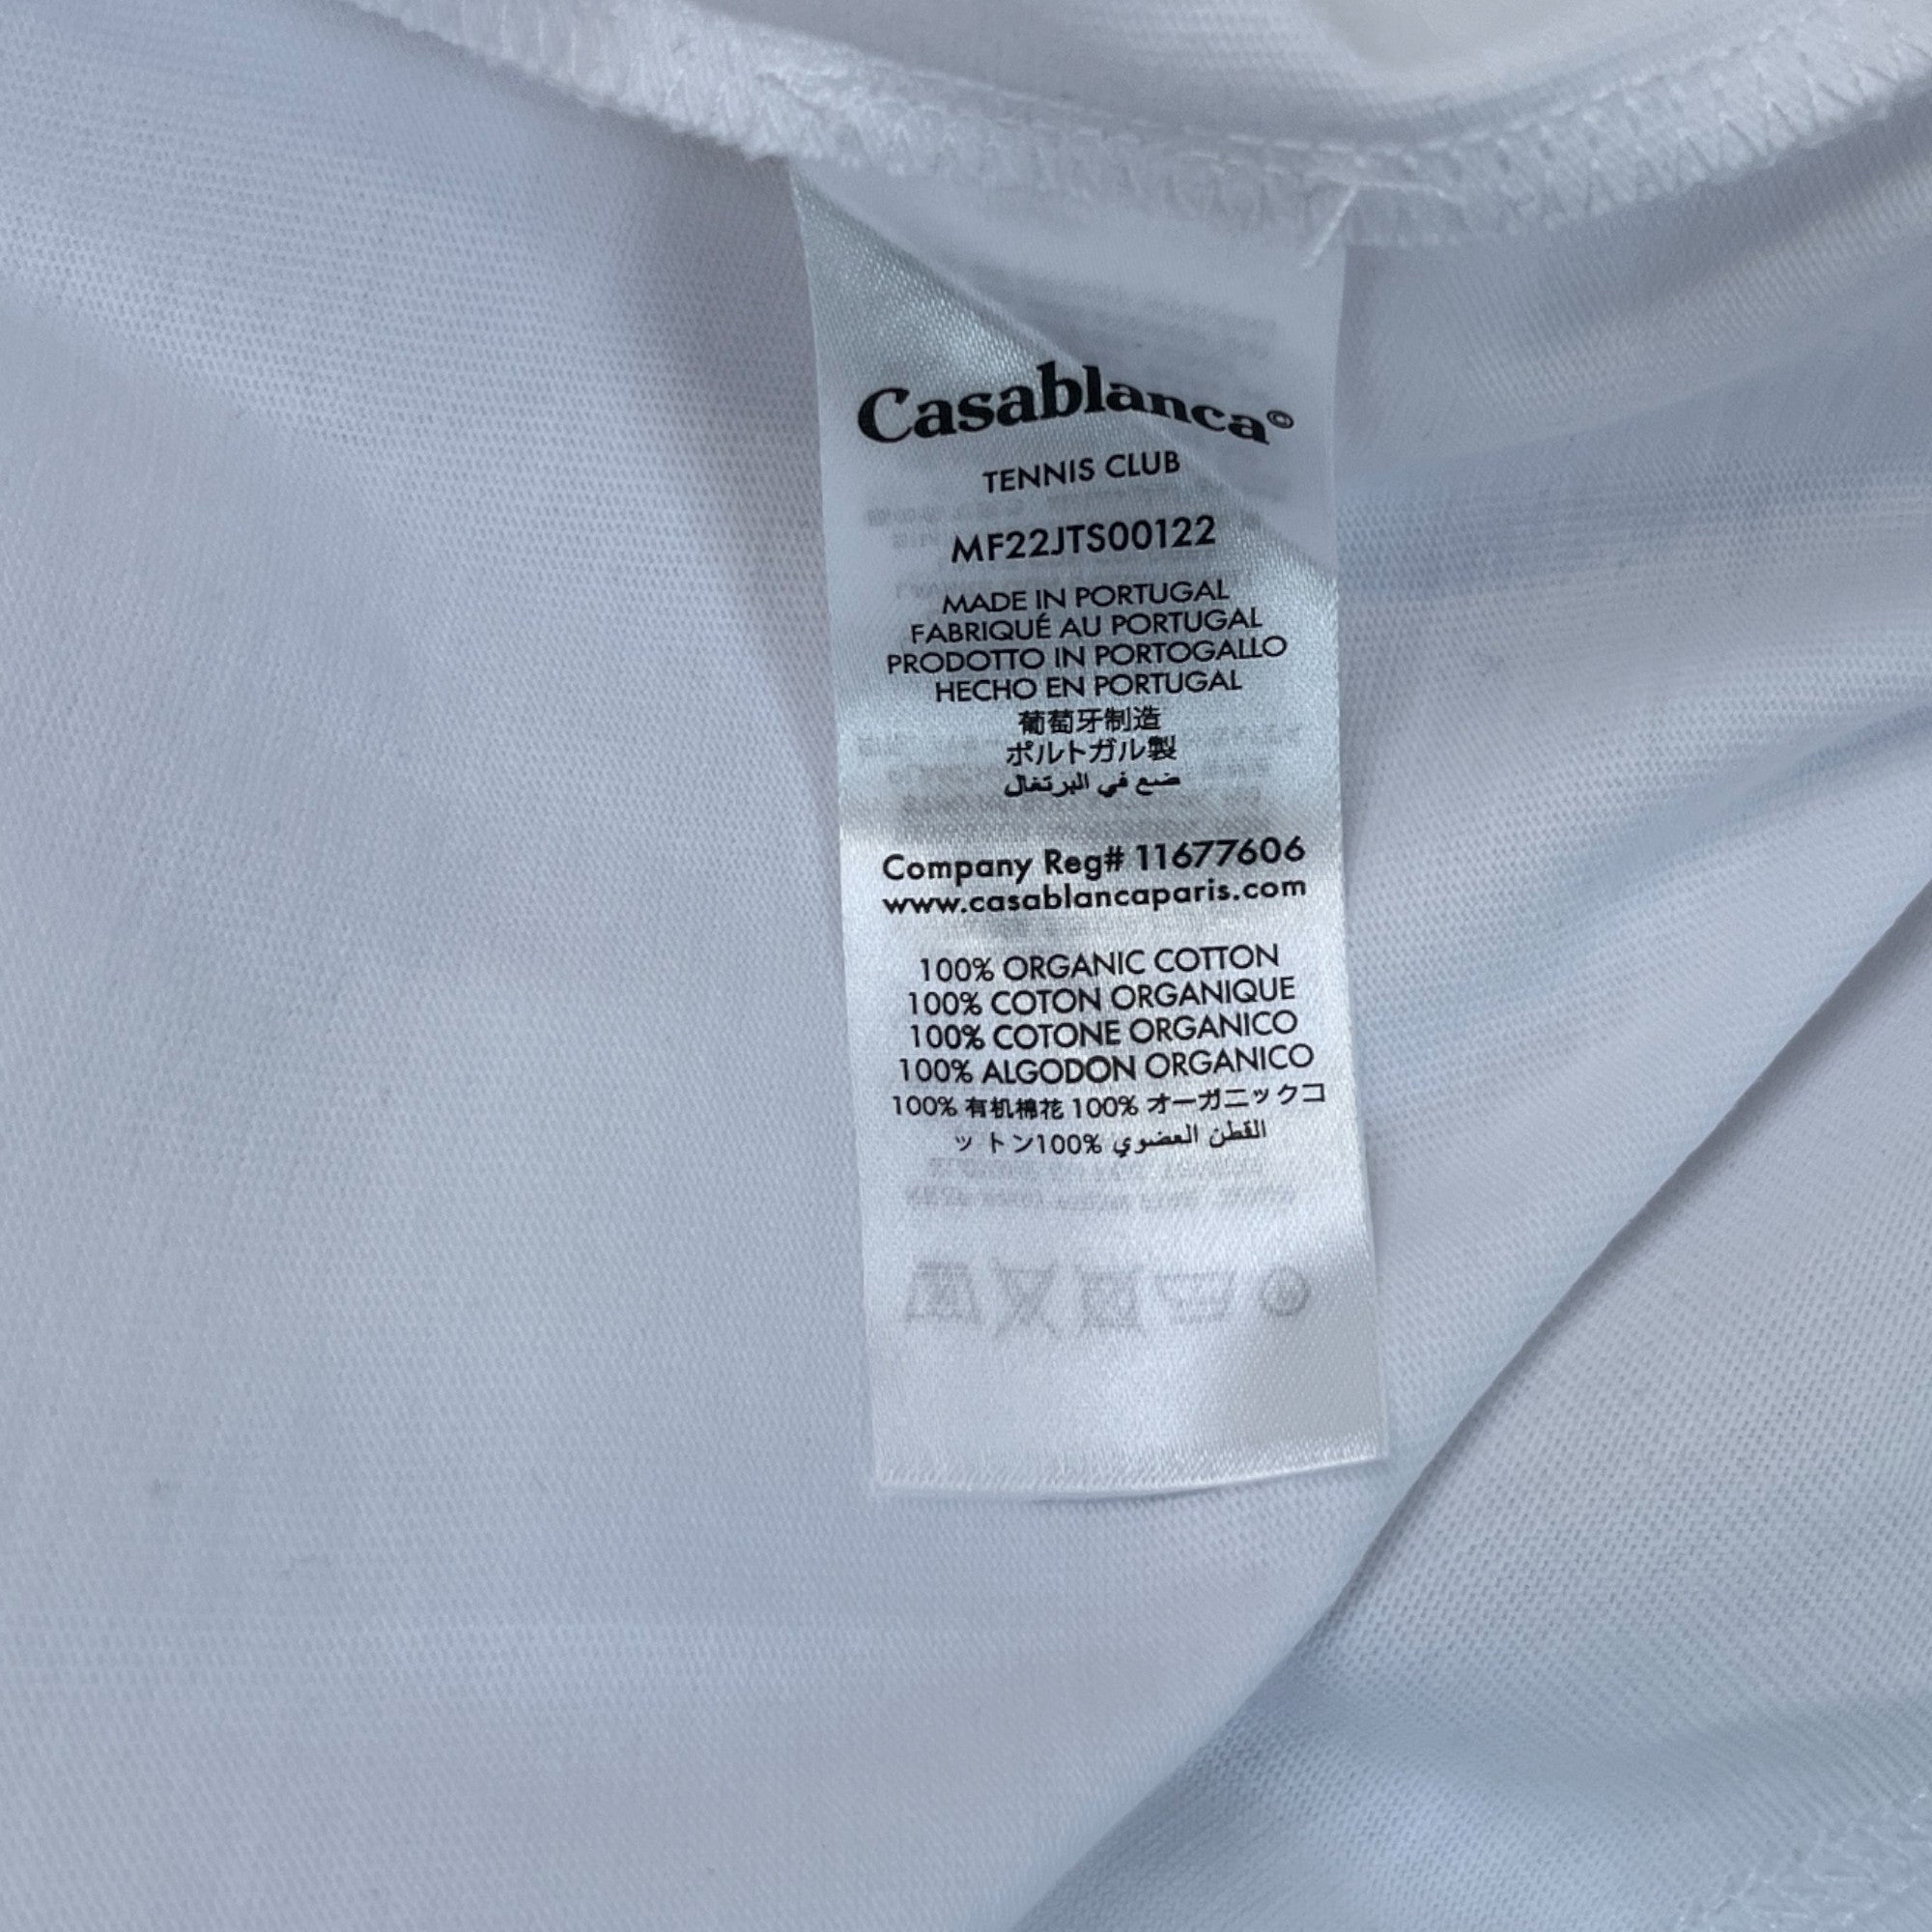 Casablanca©
TENNIS CLUB
MF22JTS00122
MADE IN PORTUGAL
FABRIQUÉ AU PORTUGAL
PRODOTTO IN PORTOGALLO
HECHO EN PORTUGAL
葡萄牙制造
ポルトガル製
ضع في البرتغال
Company Reg# 11677606
www.casablancaparis.com
100% ORGANIC COTTON
100% COTON ORGANIQUE
100% COTONE ORGANICO
100% ALGODON ORGANICO
100% 有机棉花 100% オーガニックコ
ットン100% القطن العضوي